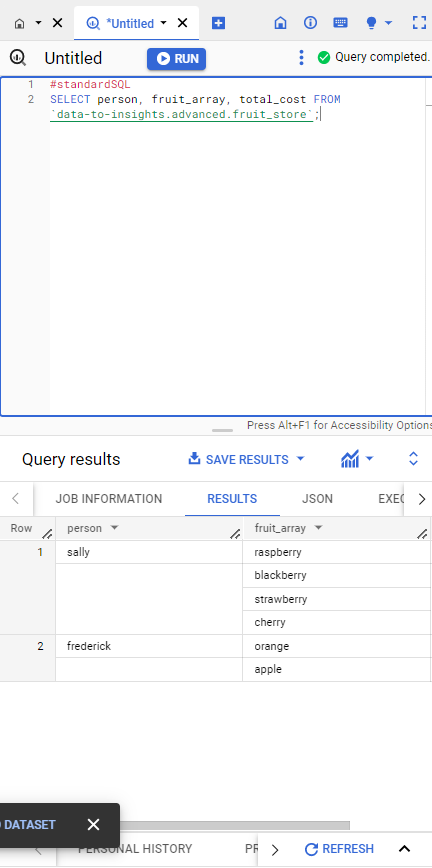 *Untitled
Untitled
RUN
Query completed.
1 #standardSQL
2 SELECT person, fruit_array, total_cost FROM
`data-to-insights.advanced.fruit_store`;
Press Alt+F1 for Accessibility Options
Query results
SAVE RESULTS
JOB INFORMATION RESULTS JSON EXEC
Row person fruit_array
1 sally raspberry
blackberry
strawberry
cherry
2 frederick orange
apple
DATASET
PERSONAL HISTORY PR REFRESH